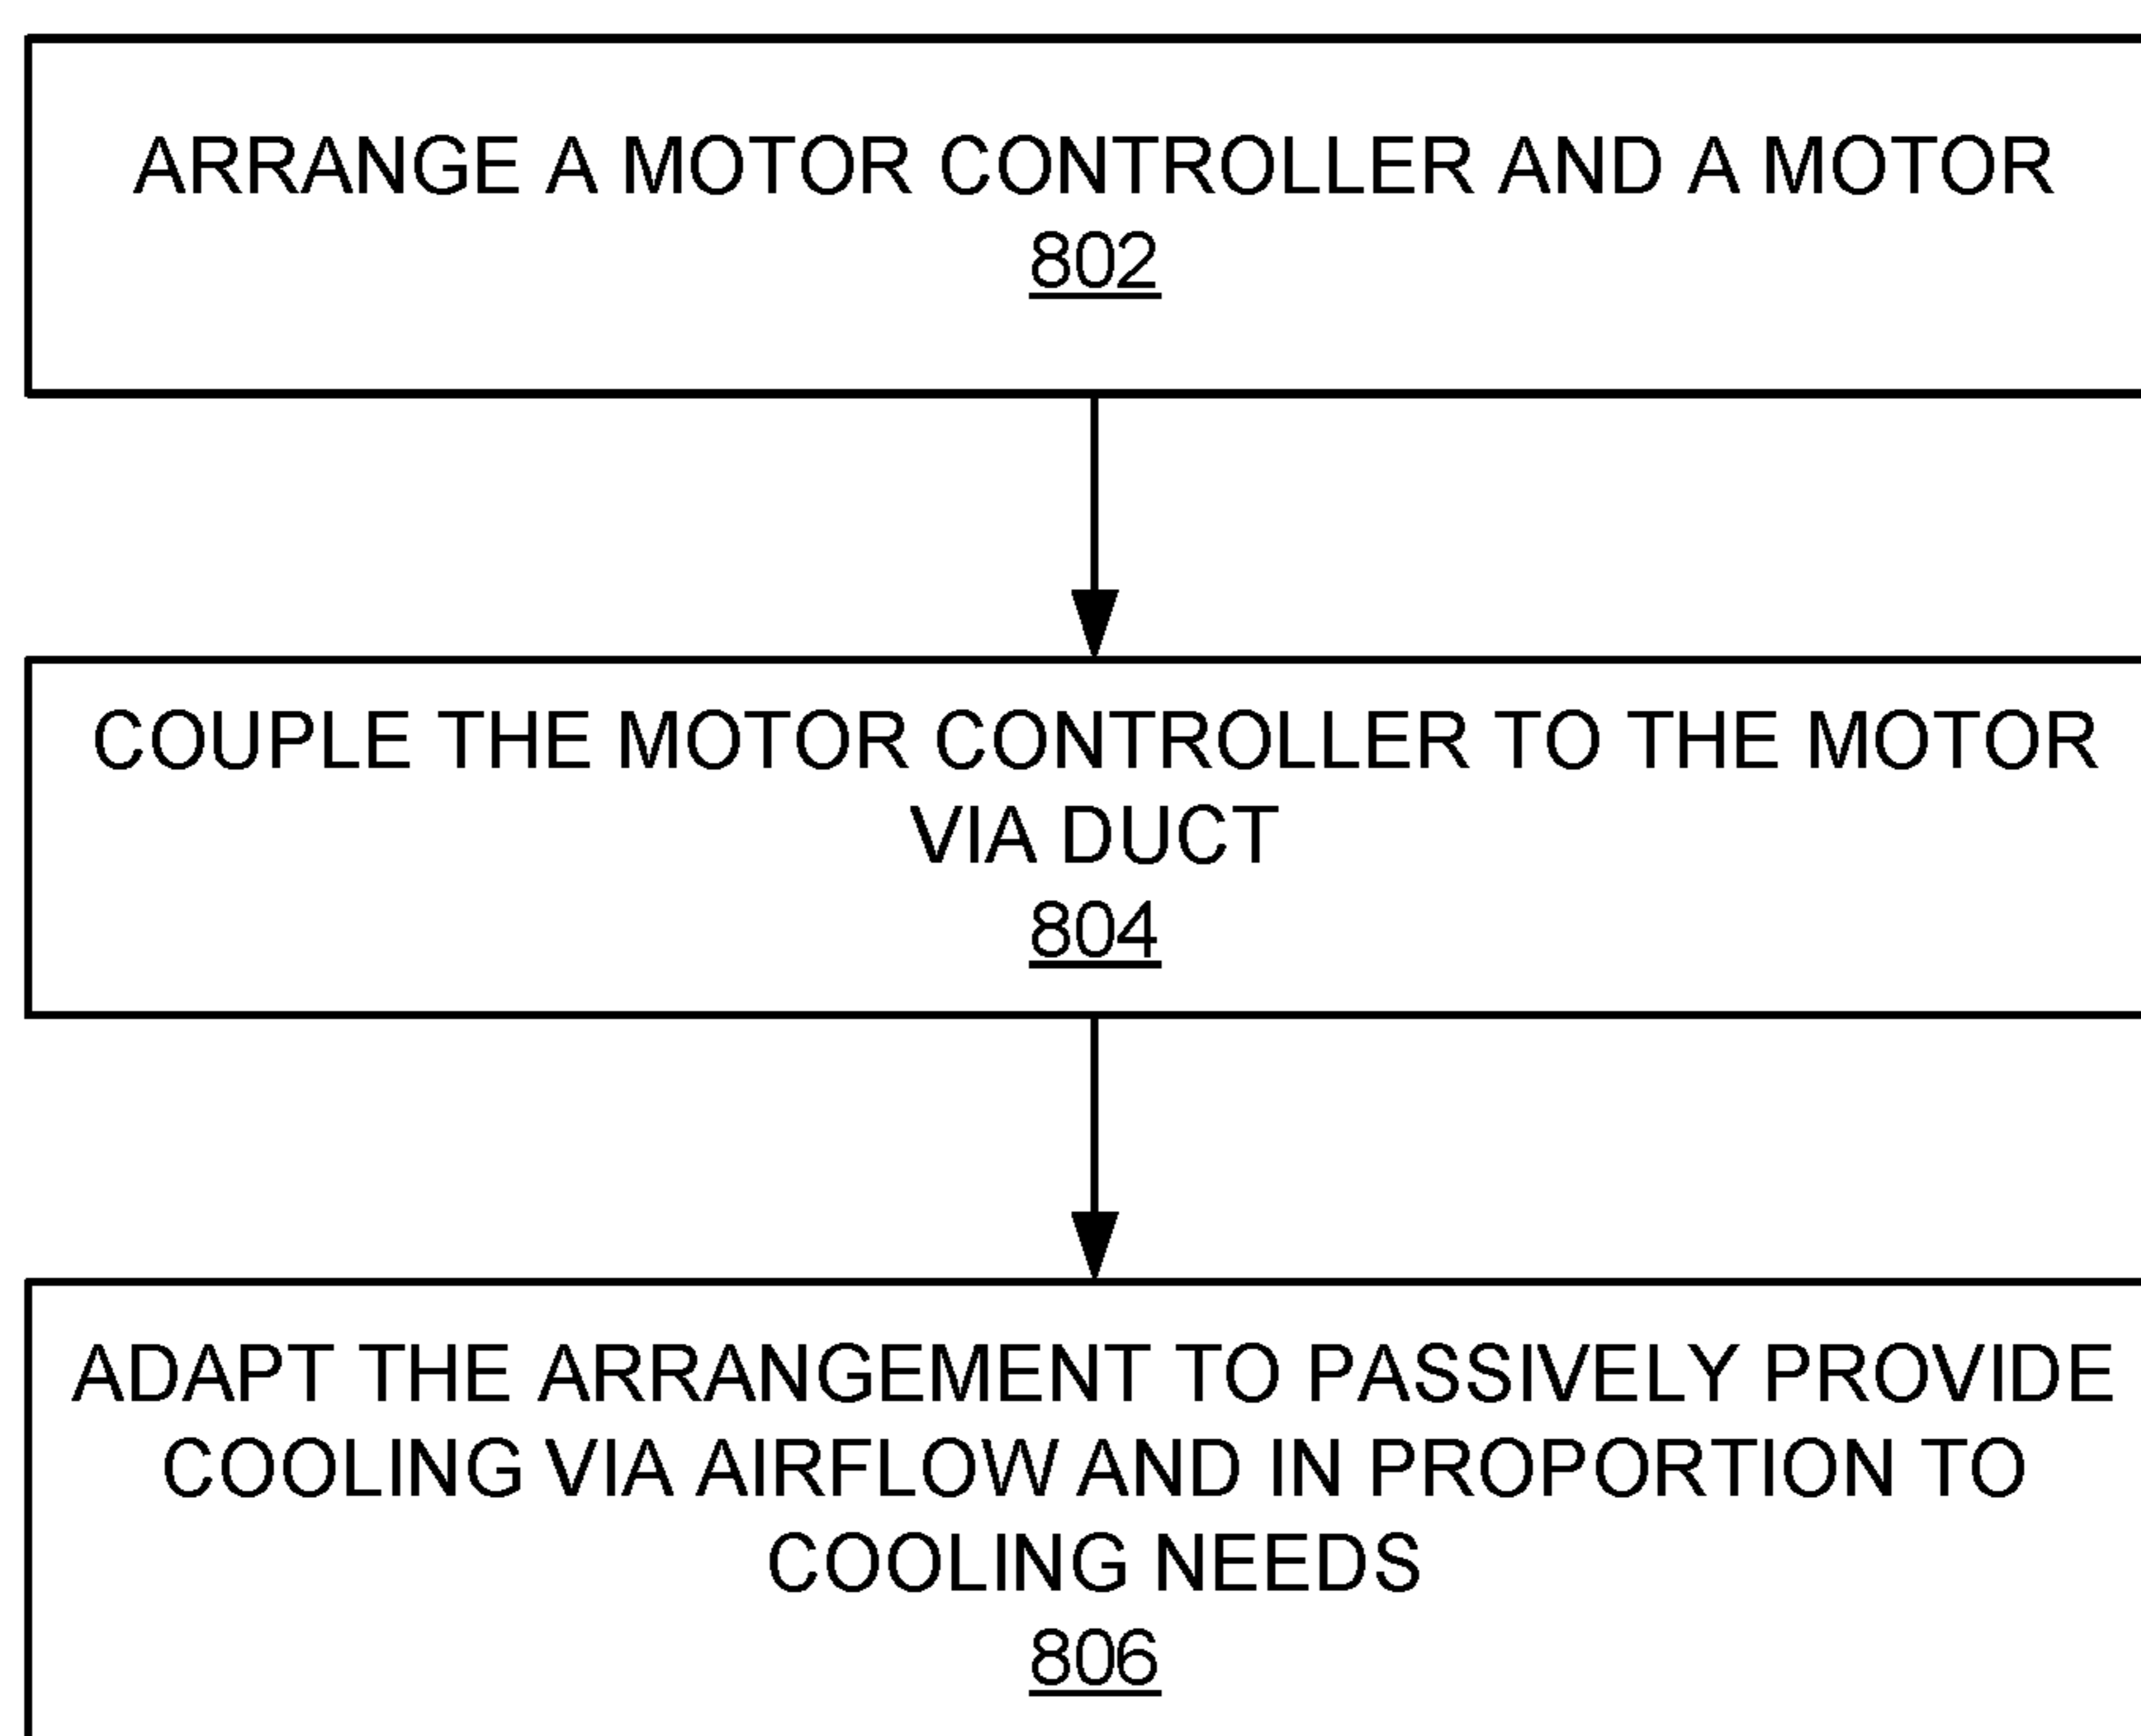 ARRANGE A MOTOR CONTROLLER AND A MOTOR
802
COUPLE THE MOTOR CONTROLLER TO THE MOTOR
VIA DUCT
804
ADAPT THE ARRANGEMENT TO PASSIVELY PROVIDE
COOLING VIA AIRFLOW AND IN PROPORTION TO
COOLING NEEDS
806